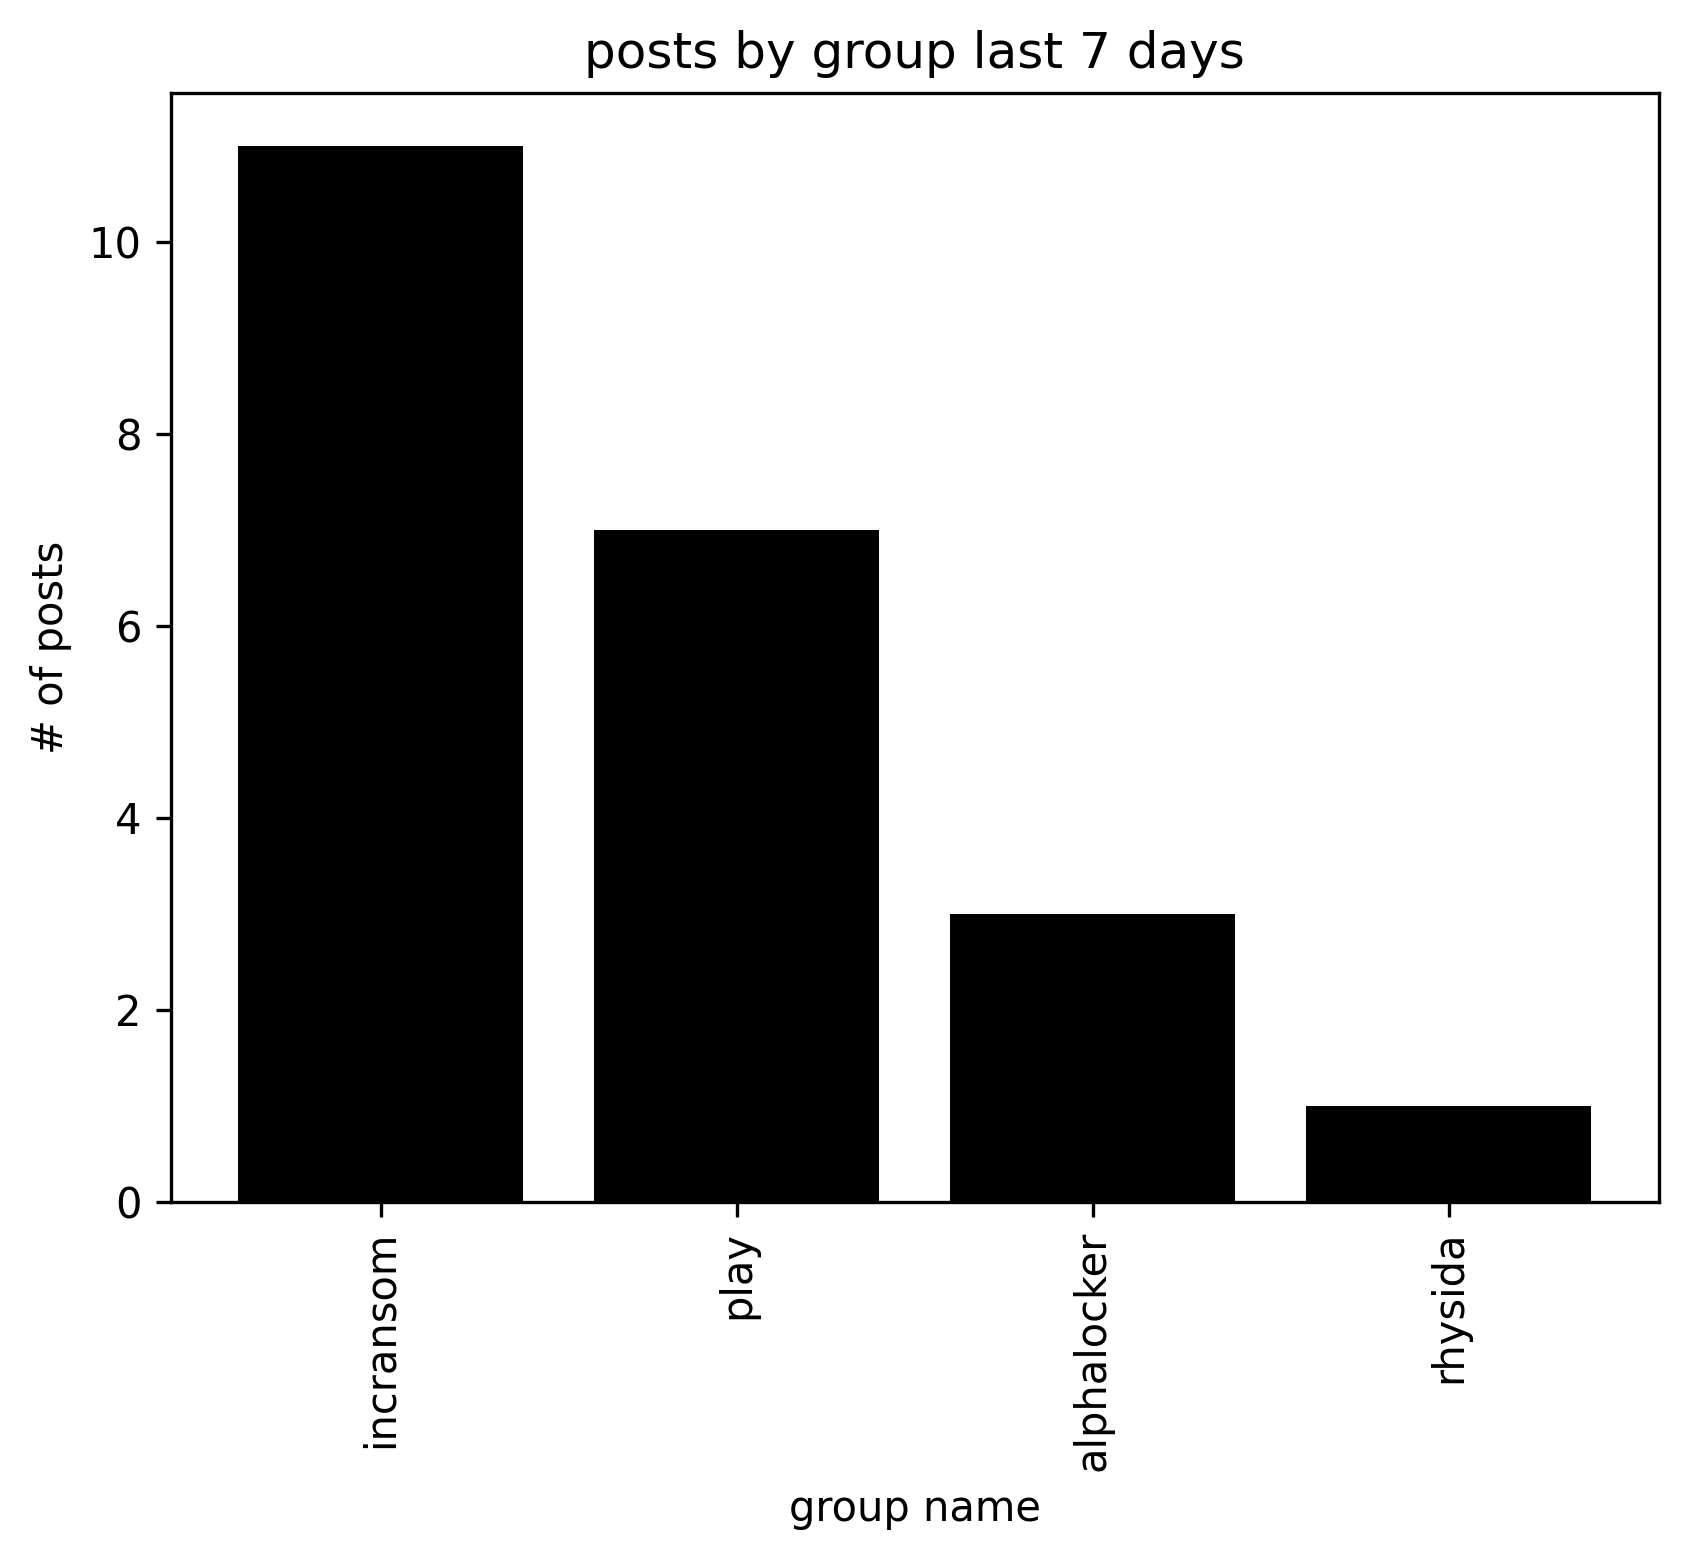 posts by group last 7 days
# of posts
10
8
6
4
2
0
incransom
play
alphalocker
rhysida
group name